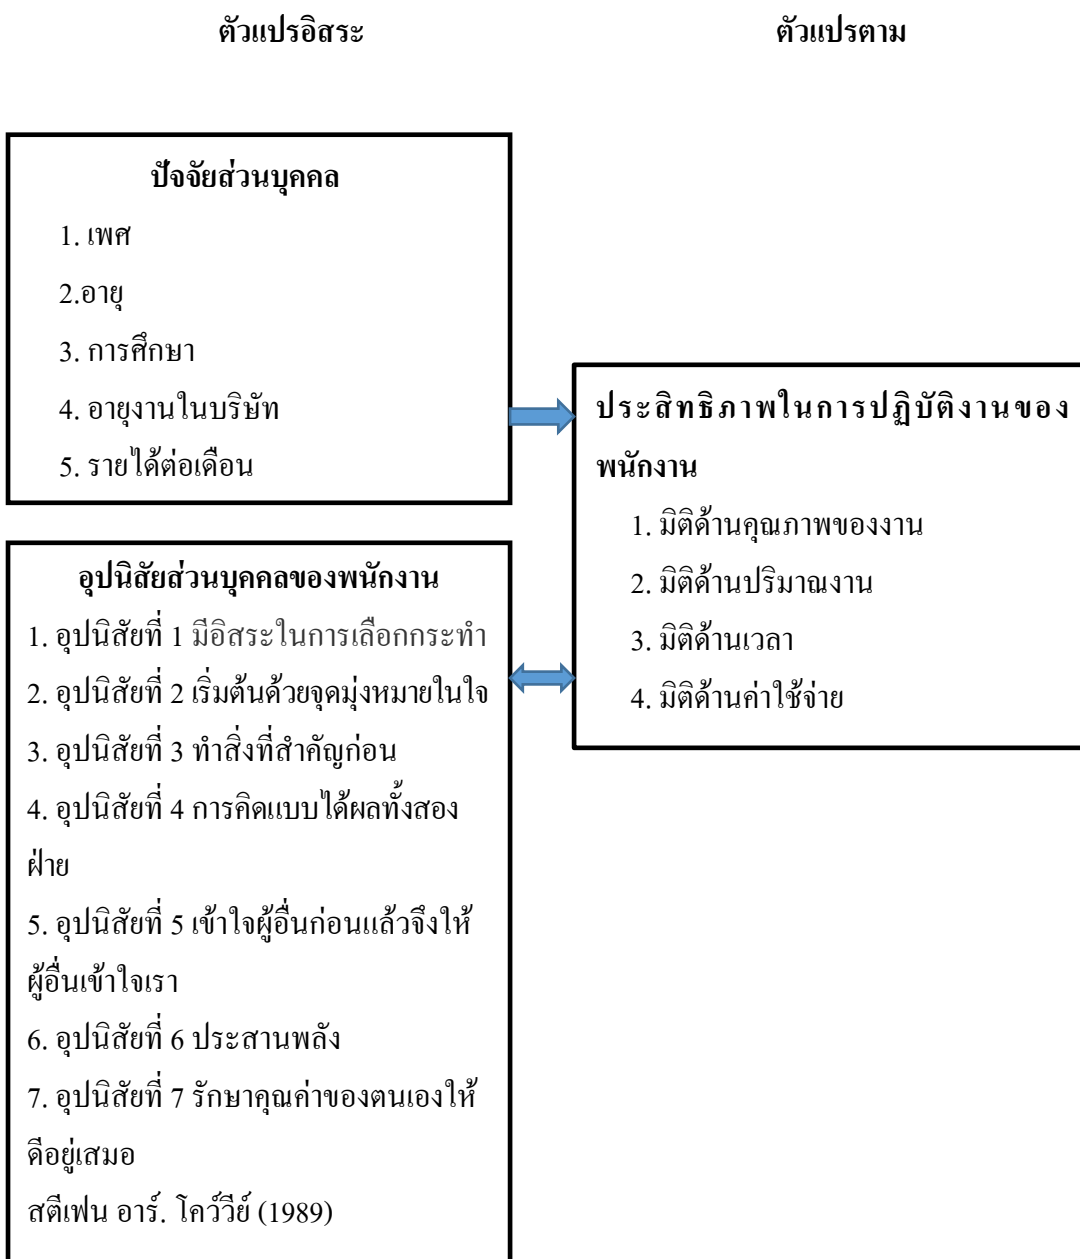 ตัวแปรอิสระ
ตัวแปรตาม
ปัจจัยส่วนบุคคล
1. เพศ
2.อายุ
3. การศึกษา
4. อายุงานในบริษัท
5. รายได้ต่อเดือน
อุปนิสัยส่วนบุคคลของพนักงาน
1. อุปนิสัยที่ 1 มีอิสระในการเลือกกระทำ
2. อุปนิสัยที่ 2 เริ่มต้นด้วยจุดมุ่งหมายในใจ
3. อุปนิสัยที่ 3 ทำสิ่งที่สำคัญก่อน
4. อุปนิสัยที่ 4 การคิดแบบได้ผลทั้งสอง
ฝ่าย
5. อุปนิสัยที่ 5 เข้าใจผู้อื่นก่อนแล้วจึงให้
ผู้อื่นเข้าใจเรา
6. อุปนิสัยที่ 6 ประสานพลัง
7. อุปนิสัยที่ 7 รักษาคุณค่าของตนเองให้
ดีอยู่เสมอ
สตีเฟน อาร์. โคว์วีย์ (1989)
ประสิทธิภาพในการปฏิบัติงานของ
พนักงาน
1. มิติด้านคุณภาพของงาน
2. มิติด้านปริมาณงาน
3. มิติด้านเวลา
4. มิติด้านค่าใช้จ่าย